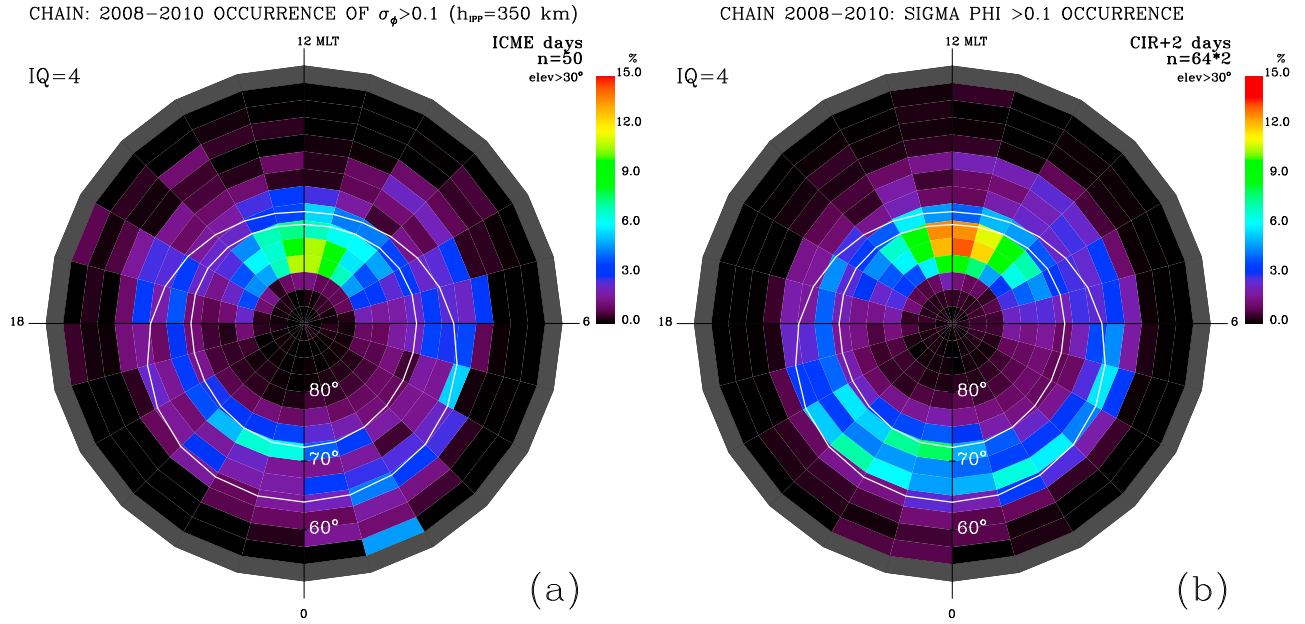 CHAIN: 2008−2010 OCCURRENCE OF σϕ>0.1 (hIPP=350 km)
12 MLT
ICME days
n=50
elev>30°
IQ=4
%
15.0
12.0
9.0
6.0
3.0
0.0
18
6
80°
70°
60°
0
(a)
CHAIN 2008−2010: SIGMA PHI >0.1 OCCURRENCE
12 MLT
CIR+2 days
n=64*2
elev>30°
IQ=4
%
15.0
12.0
9.0
6.0
3.0
0.0
18
6
80°
70°
60°
0
(b)